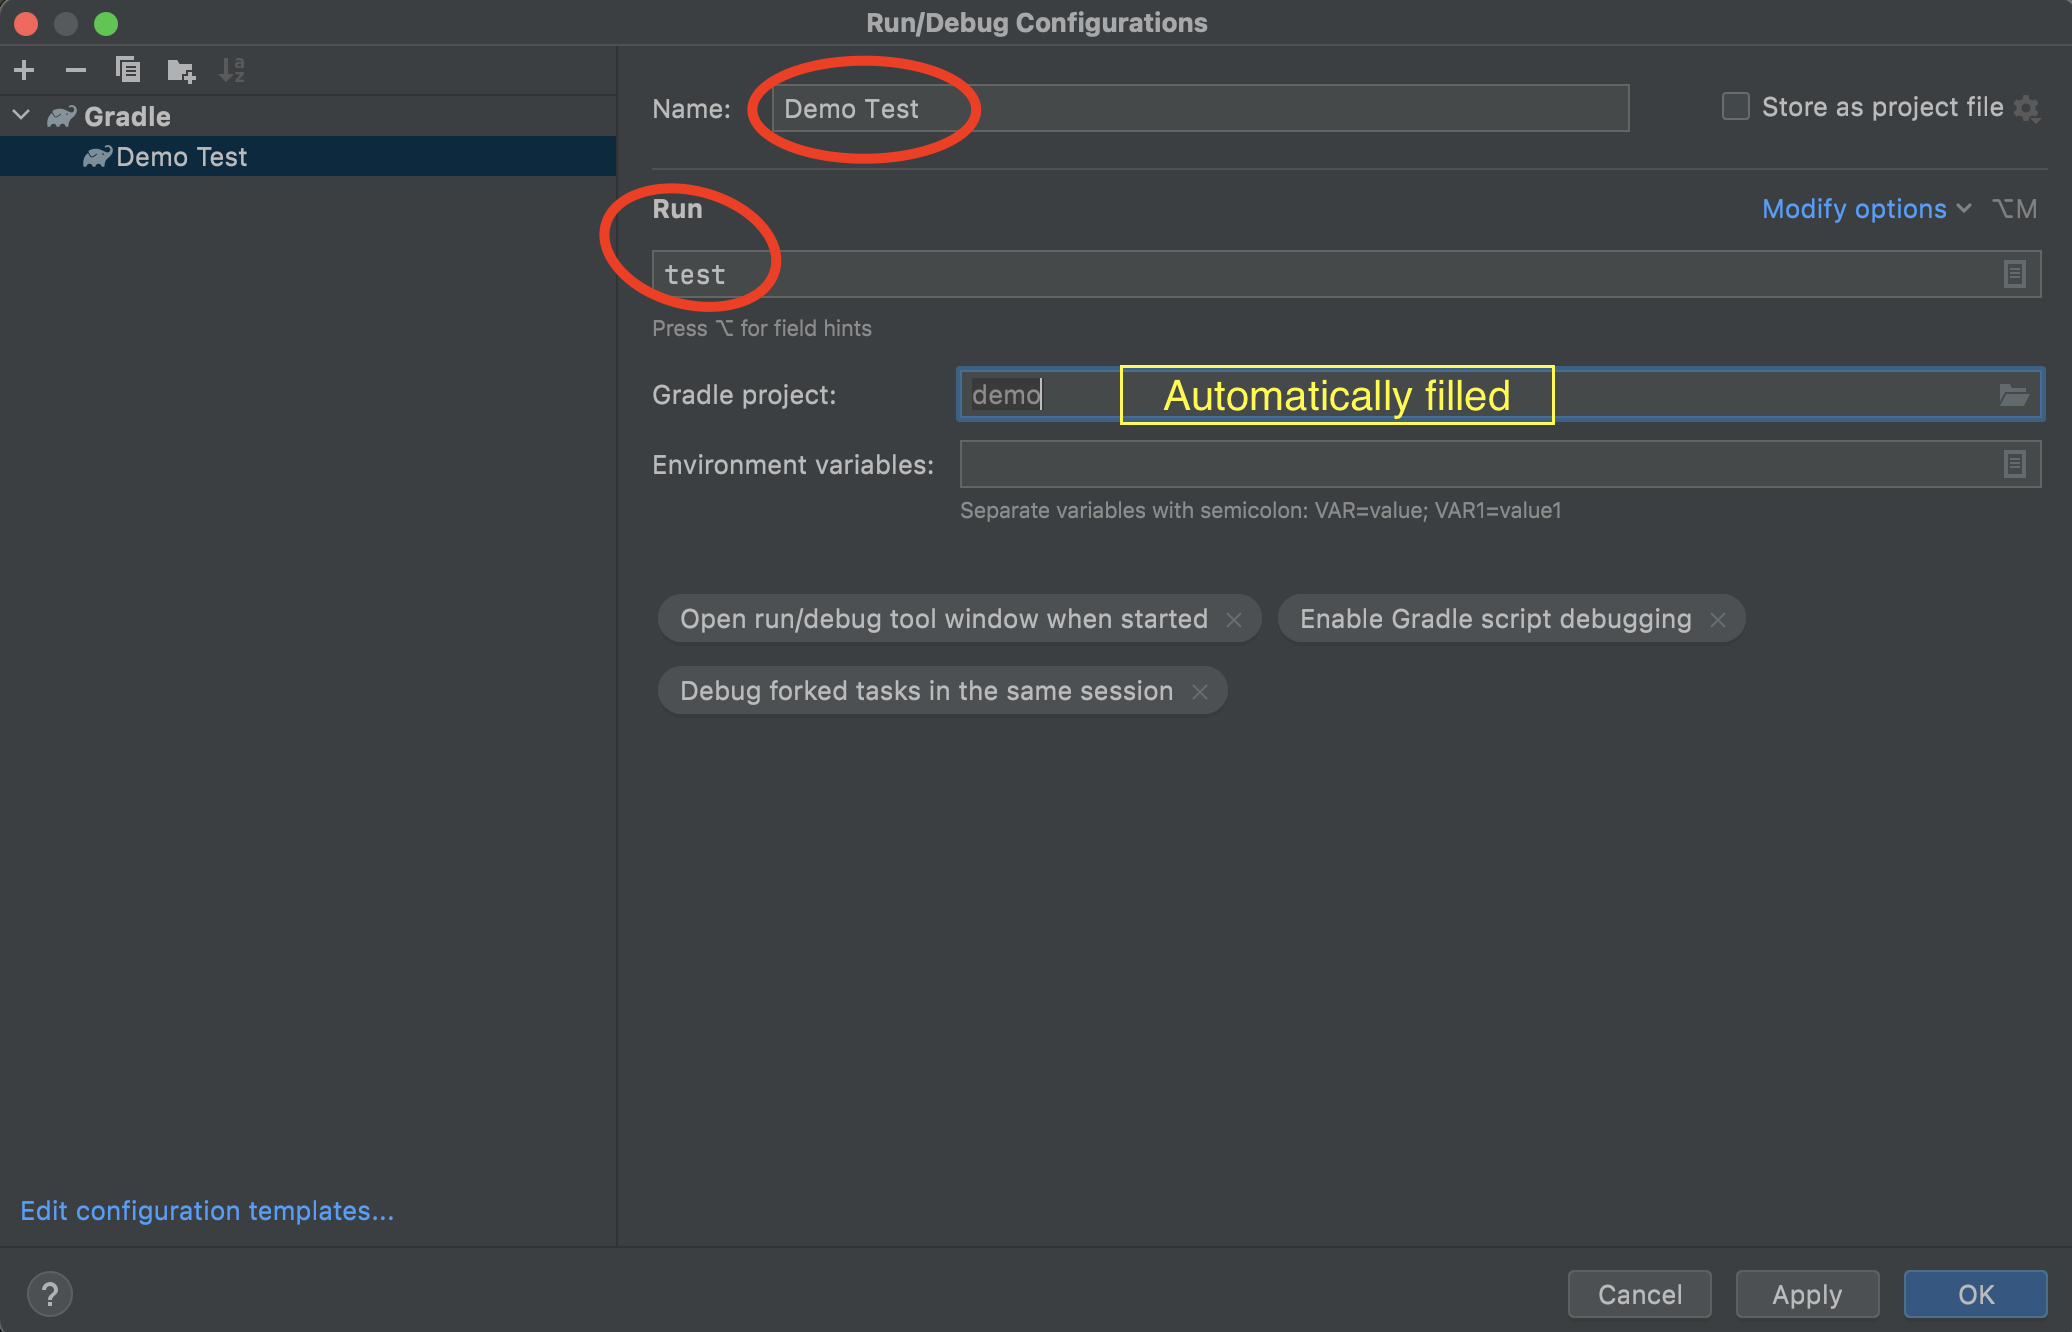 Run/Debug Configurations
Gradle
Demo Test
Name: Demo Test
Store as project file
Run
Modify options ⌥M
test
Press ⌥ for field hints
Gradle project: demo Automatically filled
Environment variables:
Separate variables with semicolon: VAR=value; VAR1=value1
Open run/debug tool window when started
Enable Gradle script debugging
Debug forked tasks in the same session
Edit configuration templates...
?
Cancel
Apply
OK